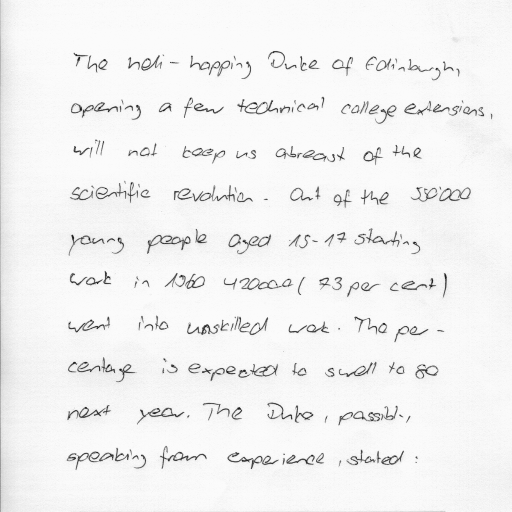 The heli-hopping Duke of Edinburgh,
opening a few technical college extensions,
will not keep us abreast of the
scientific revolution. Out of the 550'000
young people aged 15-17 starting
work in 1960 420000 (73 per cent)
went into unskilled work. The per-
centage is expected to swell to 80
next year. The Duke, possibly,
speaking from experience, stated: